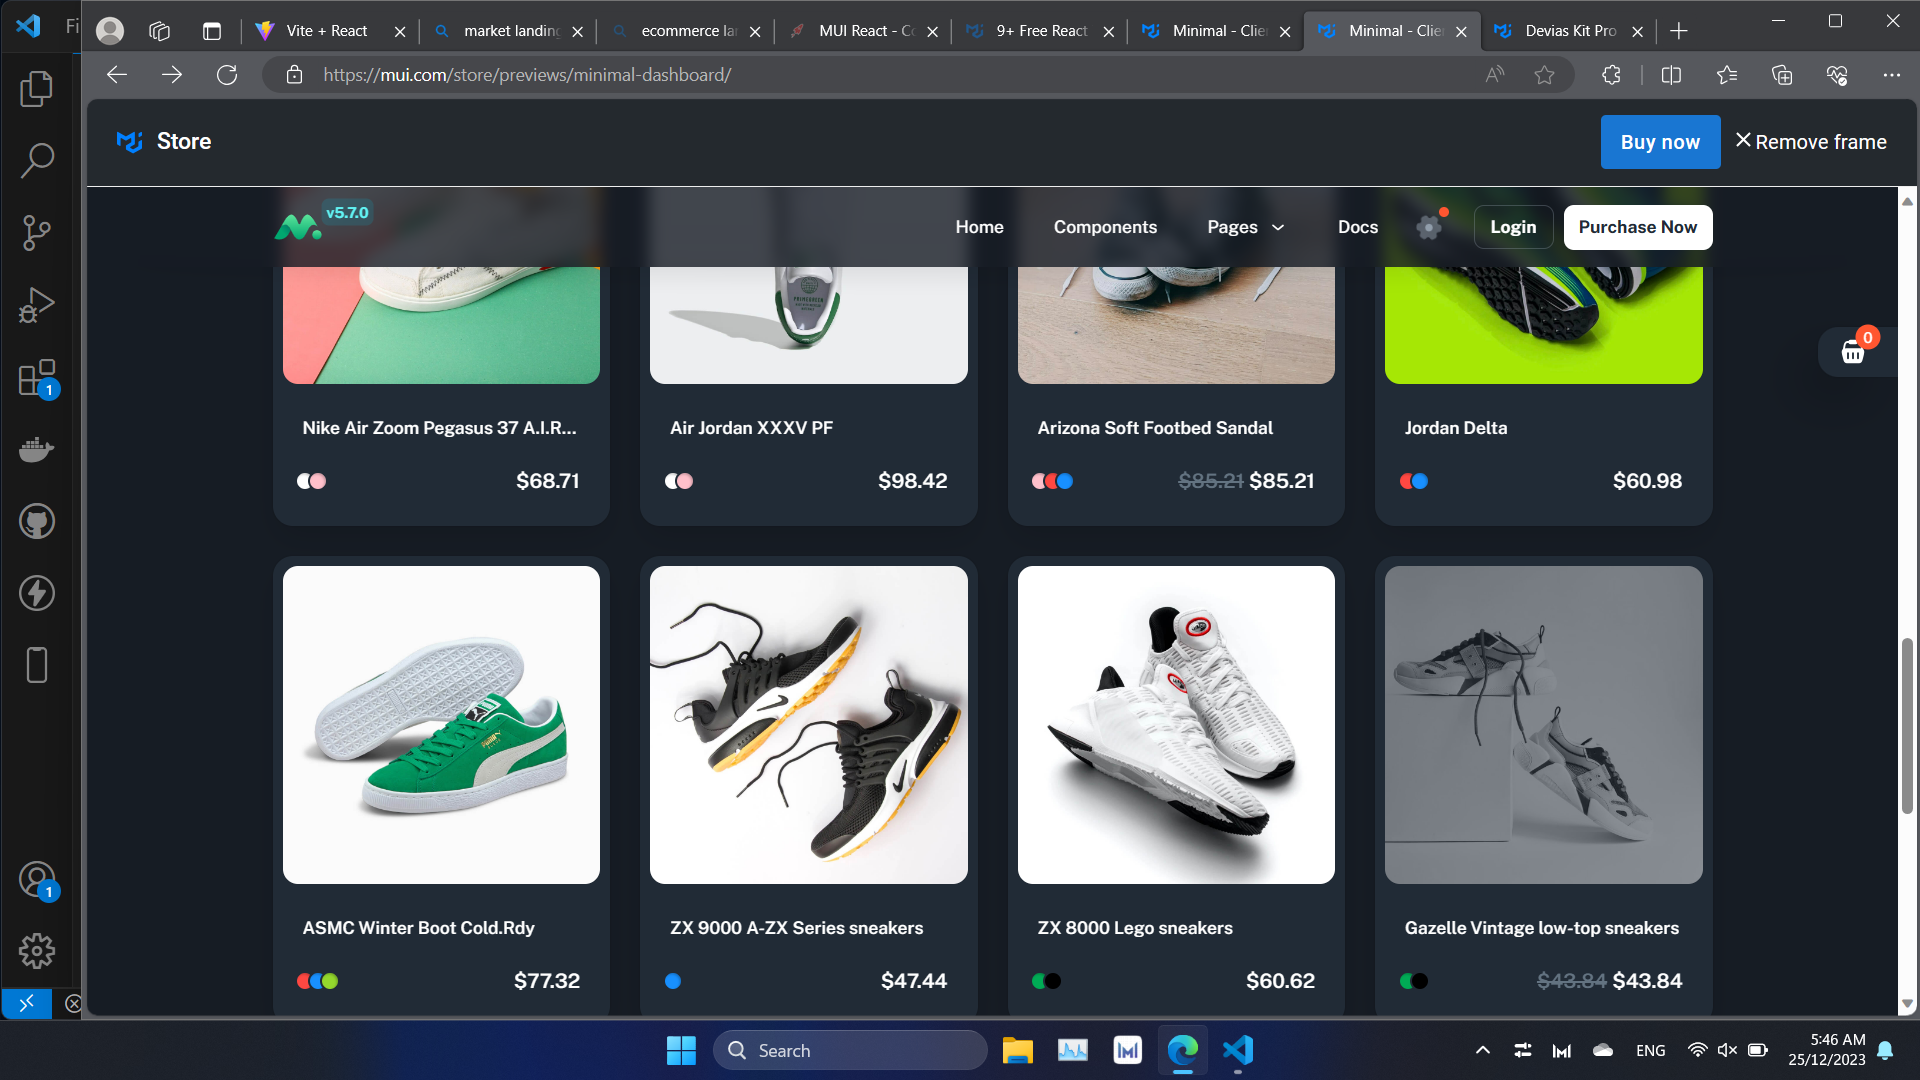 Fi
Vite + React
market landing
ecommerce la
MUI React - Co
9+ Free React
Minimal - Clie
Minimal - Clie
Devias Kit Pro
https://mui.com/store/previews/minimal-dashboard/
Store
Buy now
Remove frame
v5.7.0
Home
Components
Pages
Docs
Login
Purchase Now
0
Nike Air Zoom Pegasus 37 A.I.R...
Air Jordan XXXV PF
Arizona Soft Footbed Sandal
Jordan Delta
$68.71
$98.42
$85.21 $85.21
$60.98
ASMC Winter Boot Cold.Rdy
ZX 9000 A-ZX Series sneakers
ZX 8000 Lego sneakers
Gazelle Vintage low-top sneakers
$77.32
$47.44
$60.62
$43.84 $43.84
1
1
Search
ENG
5:46 AM
25/12/2023